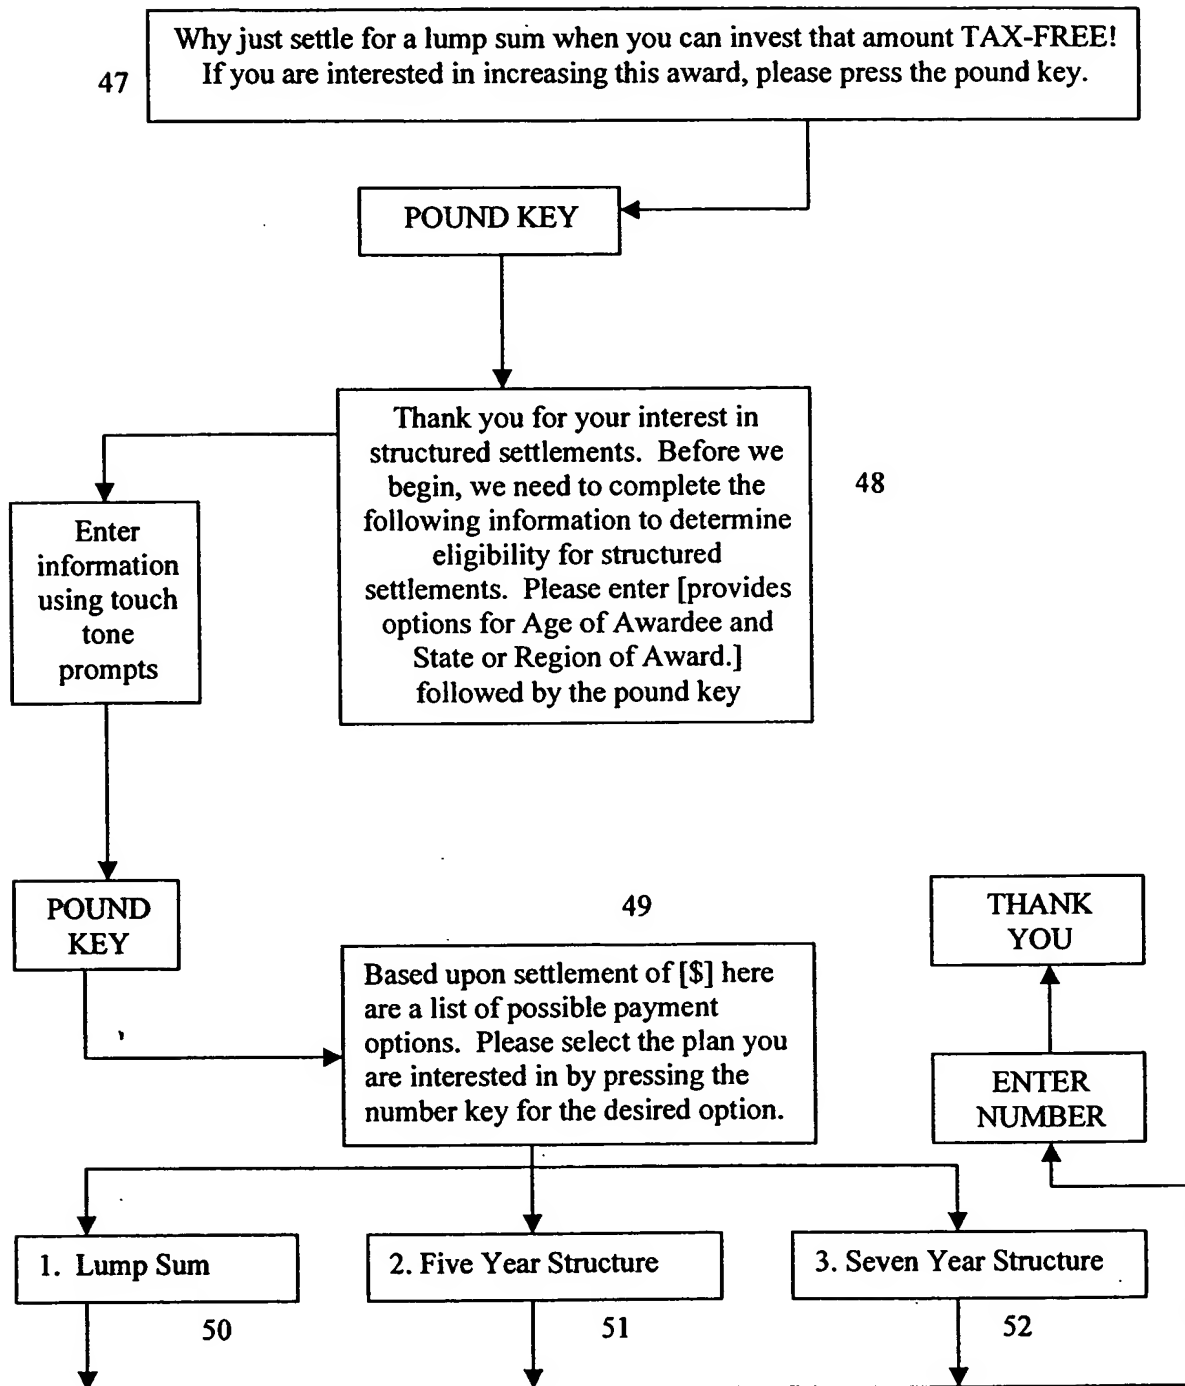 Why just settle for a lump sum when you can invest that amount TAX-FREE!
If you are interested in increasing this award, please press the pound key.
47
POUND KEY
Thank you for your interest in
structured settlements. Before we
begin, we need to complete the
following information to determine
eligibility for structured
settlements. Please enter [provides
options for Age of Awardee and
State or Region of Award.]
followed by the pound key
48
Enter
information
using touch
tone
prompts
POUND
KEY
49
Based upon settlement of [$] here
are a list of possible payment
options. Please select the plan you
are interested in by pressing the
number key for the desired option.
THANK
YOU
ENTER
NUMBER
1. Lump Sum
2. Five Year Structure
3. Seven Year Structure
50
51
52